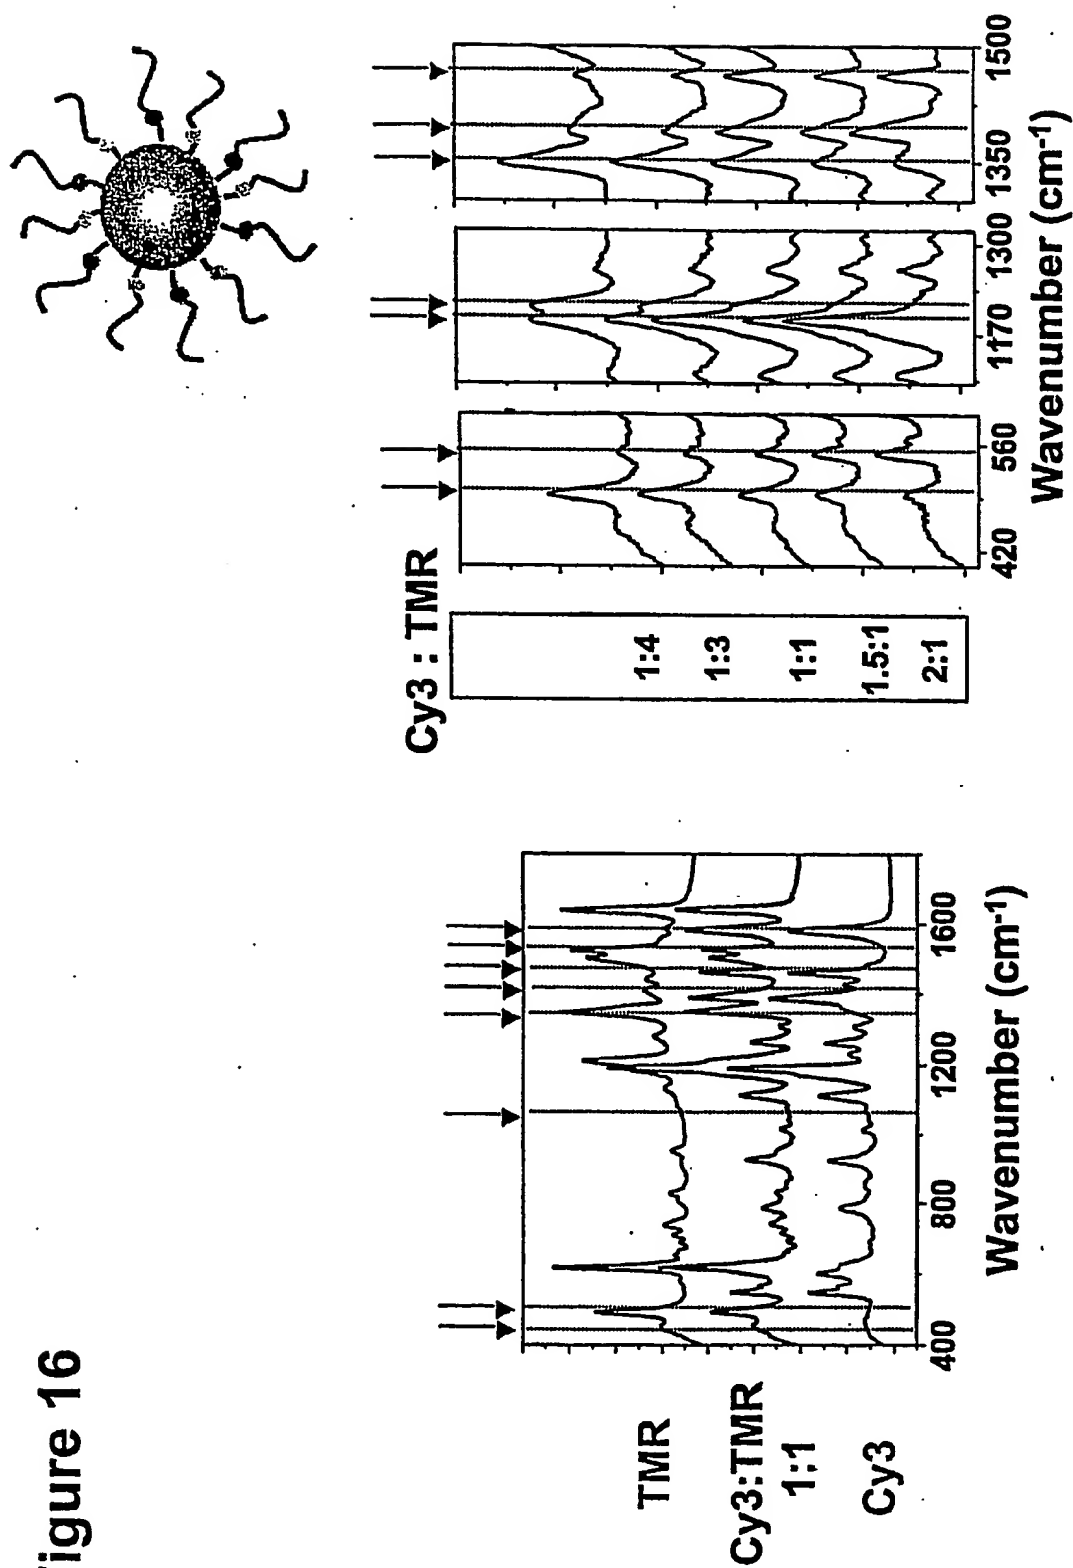 igure 16
TMR
Cy3:TMR
1:1
Cy3
400 800 1200 1600
Wavenumber (cm-1)
Cy3 : TMR
1:4
1:3
1:1
1.5:1
2:1
420 560 1170 1300 1350 1500
Wavenumber (cm-1)